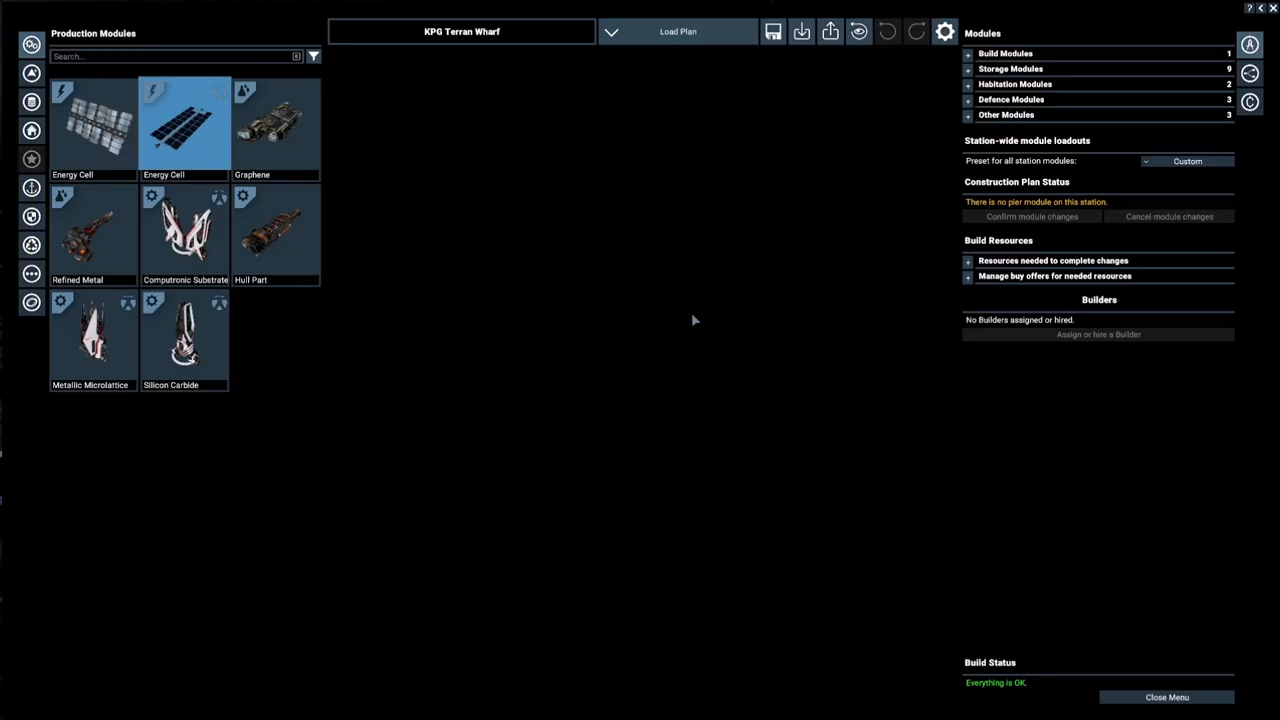 ?
Production Modules
KPG Terran Wharf
Load Plan
Search...
Energy Cell
Energy Cell
Graphene
Refined Metal
Computronic Substrate
Hull Part
Metallic Microlattice
Silicon Carbide
Modules
Build Modules 1
Storage Modules 9
Habitation Modules 2
Defence Modules 3
Other Modules 3
Station-wide module loadouts
Preset for all station modules: Custom
Construction Plan Status
There is no pier module on this station.
Confirm module changes Cancel module changes
Build Resources
Resources needed to complete changes
Manage buy offers for needed resources
Builders
No Builders assigned or hired.
Assign or hire a Builder
Build Status
Everything is OK.
Close Menu